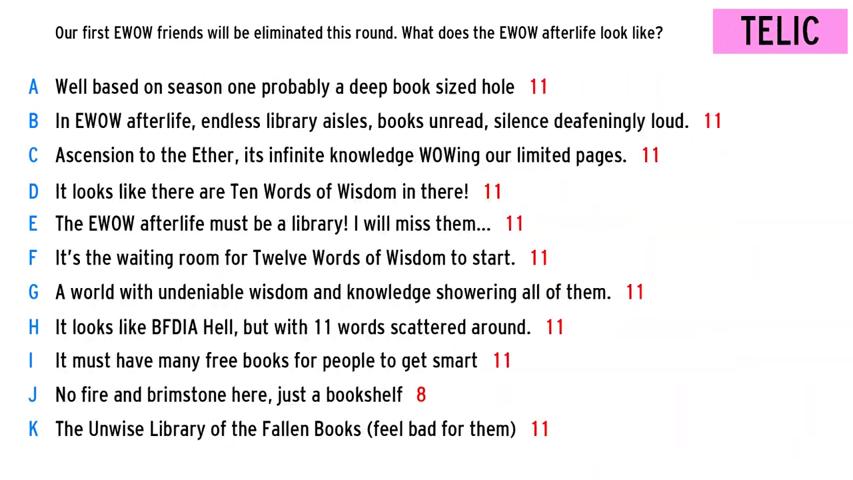 Our first EWOW friends will be eliminated this round. What does the EWOW afterlife look like?
TELIC
A Well based on season one probably a deep book sized hole 11
B In EWOW afterlife, endless library aisles, books unread, silence deafeningly loud. 11
C Ascension to the Ether, its infinite knowledge WOWing our limited pages. 11
D It looks like there are Ten Words of Wisdom in there! 11
E The EWOW afterlife must be a library! I will miss them... 11
F It's the waiting room for Twelve Words of Wisdom to start. 11
G A world with undeniable wisdom and knowledge showering all of them. 11
H It looks like BFDIA Hell, but with 11 words scattered around. 11
I It must have many free books for people to get smart 11
J No fire and brimstone here, just a bookshelf 8
K The Unwise Library of the Fallen Books (feel bad for them) 11